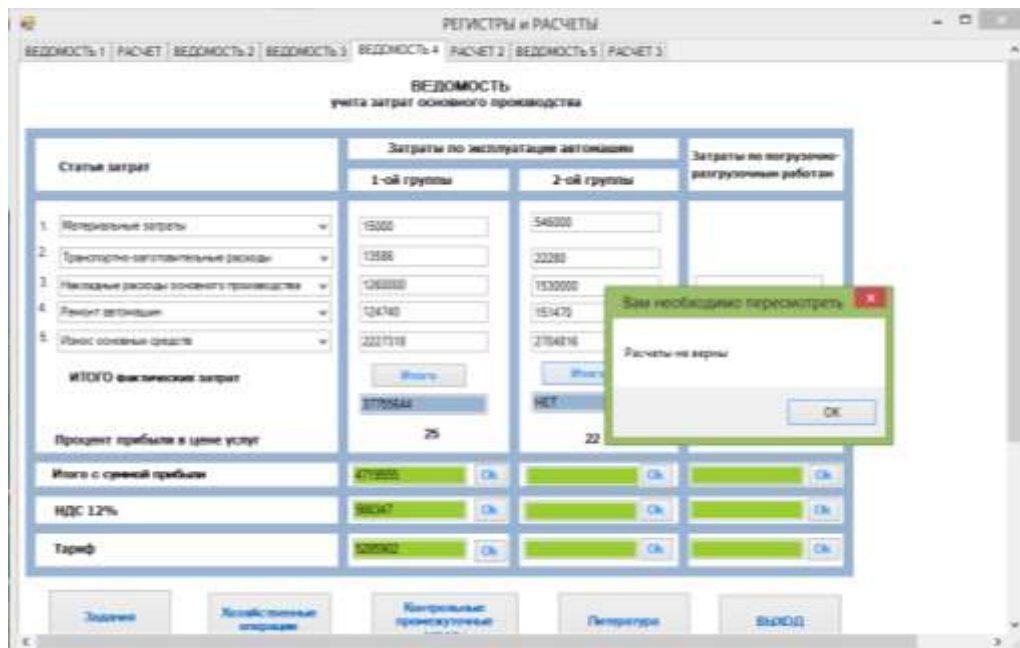 РЕГИСТРЫ и РАСЧЕТЫ
ВЕДОМОСТЬ 1 РАСЧЕТ ВЕДОМОСТЬ 2 ВЕДОМОСТЬ 3 ВЕДОМОСТЬ 4 РАСЧЕТ 2 ВЕДОМОСТЬ 5 РАСЧЕТ 3
ВЕДОМОСТЬ
учета затрат основного производства
Статьи затрат
Затраты по эксплуатации автомашин
Затраты по погрузочно-
разгрузочным работам
1-ой группы 2-ой группы
1. Материальные затраты 15000 546000
2. Транспортно-заготовительные расходы 13586 22280
3. Накладные расходы основного производства 1260000 1530000
4. Ремонт автомашин 124740 151470
5. Износ основных средств 2227318 2704816
Вам необходимо пересмотреть
Расчеты не верны
OK
ИТОГО фактических затрат Итого
НЕТ
Процент прибыли в цене услуг 25 22
Итого с суммой прибыли Ok Ok Ok
НДС 12% Ok Ok Ok
Тариф Ok Ok Ok
Задания
Хозяйственные
операции
Контрольные
промежуточные
Литература
ВЫХОД